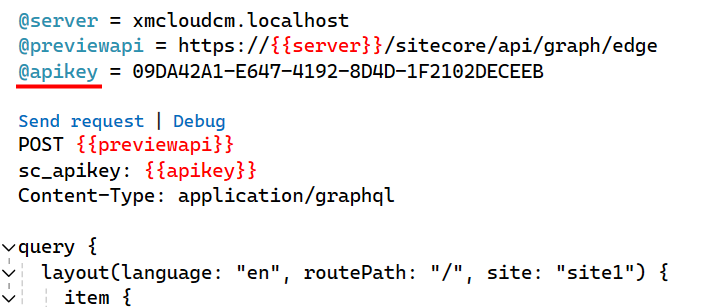 @server = xmcloudcm.localhost
@previewapi = https://{{server}}/sitecore/api/graph/edge
@apikey = 09DA42A1-E647-4192-8D4D-1F2102DECEEB
Send request | Debug
POST {{previewapi}}
sc_apikey: {{apikey}}
Content-Type: application/graphql
query {
layout(language: "en", routePath: "/", site: "site1") {
item {